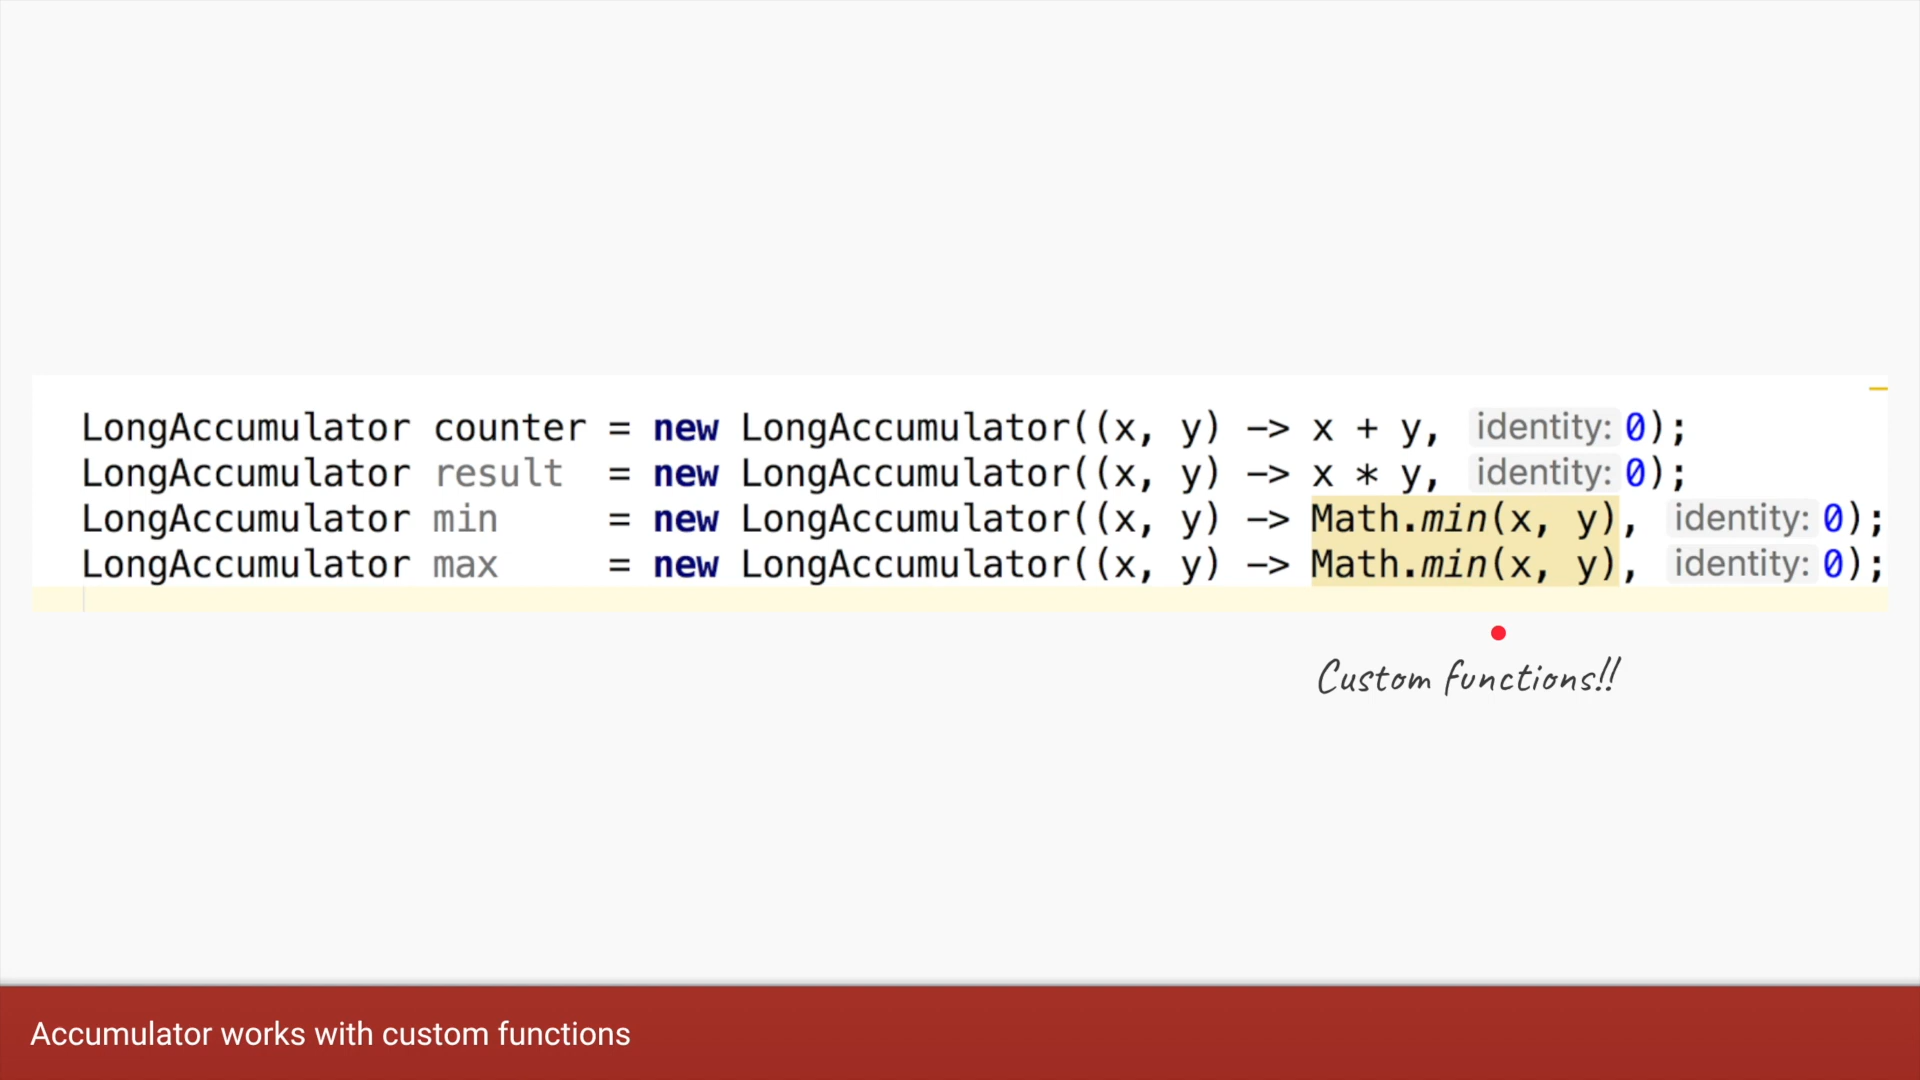 LongAccumulator counter = new LongAccumulator((x, y) -> x + y, identity: 0);
LongAccumulator result = new LongAccumulator((x, y) -> x * y, identity: 0);
LongAccumulator min = new LongAccumulator((x, y) -> Math.min(x, y), identity: 0);
LongAccumulator max = new LongAccumulator((x, y) -> Math.min(x, y), identity: 0);
Custom functions!!
Accumulator works with custom functions